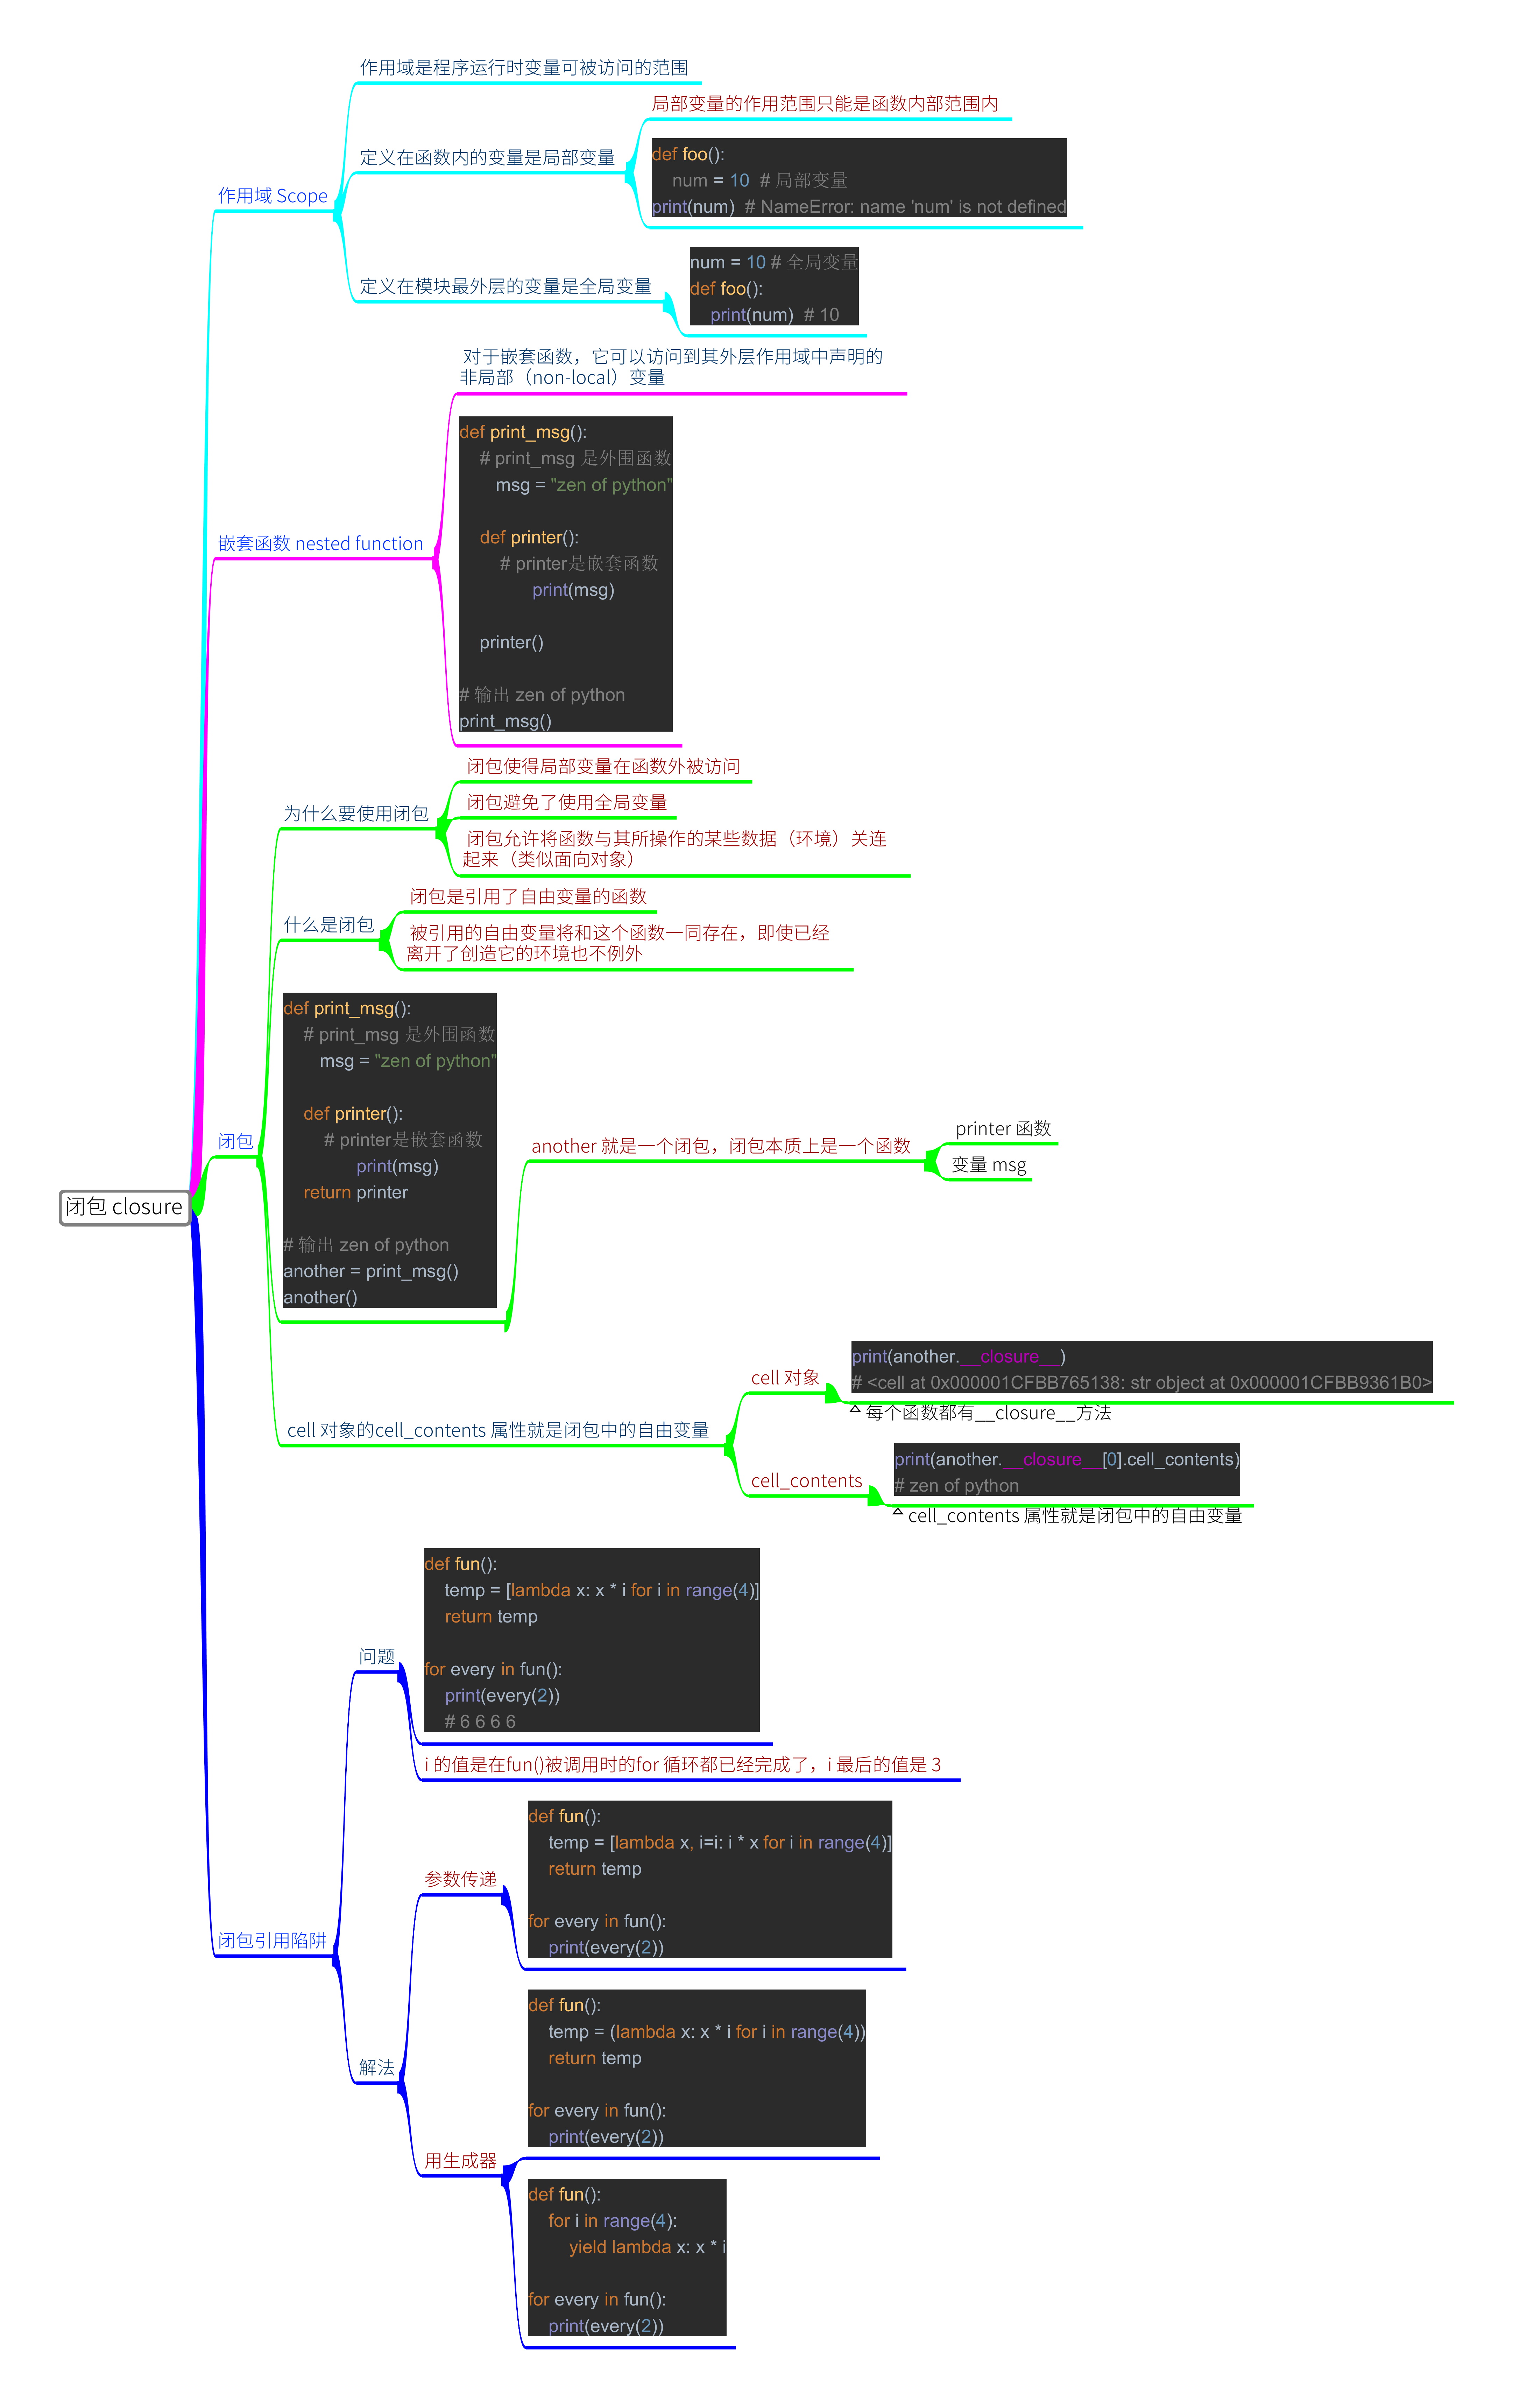 作用域是程序运行时变量可被访问的范围
局部变量的作用范围只能是函数内部范围内
定义在函数内的变量是局部变量
def foo():
    num = 10  # 局部变量
print(num)  # NameError: name 'num' is not defined
作用域 Scope
num = 10 # 全局变量
def foo():
    print(num)  # 10
定义在模块最外层的变量是全局变量
对于嵌套函数，它可以访问到其外层作用域中声明的
非局部（non-local）变量
def print_msg():
    # print_msg 是外围函数
    msg = "zen of python"
    def printer():
        # printer是嵌套函数
        print(msg)
    printer()
# 输出 zen of python
print_msg()
嵌套函数 nested function
闭包使得局部变量在函数外被访问
为什么要使用闭包
闭包避免了使用全局变量
闭包允许将函数与其所操作的某些数据（环境）关连
起来（类似面向对象）
闭包是引用了自由变量的函数
什么是闭包
被引用的自由变量将和这个函数一同存在，即使已经
离开了创造它的环境也不例外
def print_msg():
    # print_msg 是外围函数
    msg = "zen of python"
    def printer():
        # printer是嵌套函数
        print(msg)
    return printer
# 输出 zen of python
another = print_msg()
another()
another 就是一个闭包，闭包本质上是一个函数
printer 函数
变量 msg
闭包
闭包 closure
print(another.__closure__)
# <cell at 0x000001CFBB765138: str object at 0x000001CFBB9361B0>
cell 对象
每个函数都有__closure__方法
cell 对象的cell_contents 属性就是闭包中的自由变量
print(another.__closure__[0].cell_contents)
# zen of python
cell_contents
cell_contents 属性就是闭包中的自由变量
def fun():
    temp = [lambda x: x * i for i in range(4)]
    return temp
for every in fun():
    print(every(2))
    # 6 6 6 6
问题
i 的值是在fun()被调用时的for 循环都已经完成了，i 最后的值是 3
def fun():
    temp = [lambda x, i=i: i * x for i in range(4)]
    return temp
for every in fun():
    print(every(2))
参数传递
闭包引用陷阱
def fun():
    temp = (lambda x: x * i for i in range(4))
    return temp
for every in fun():
    print(every(2))
解法
用生成器
def fun():
    for i in range(4):
        yield lambda x: x * i
for every in fun():
    print(every(2))